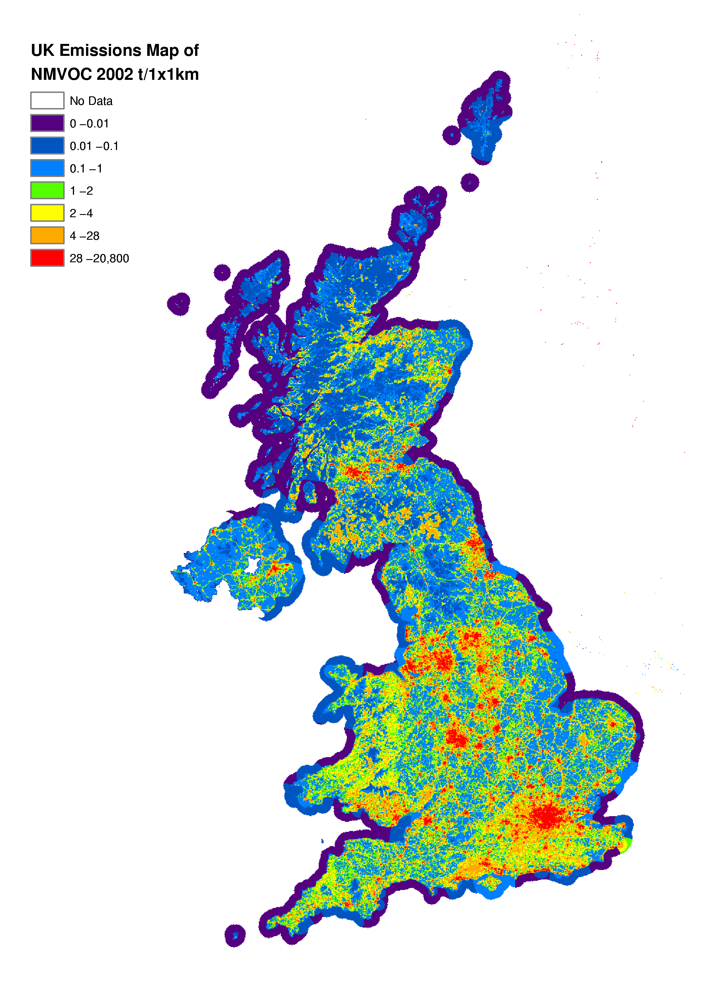 UK Emissions Map of
NMVOC 2002 t/1x1km
No Data
0 –0.01
0.01 –0.1
0.1 –1
1 –2
2 –4
4 –28
28 –20,800